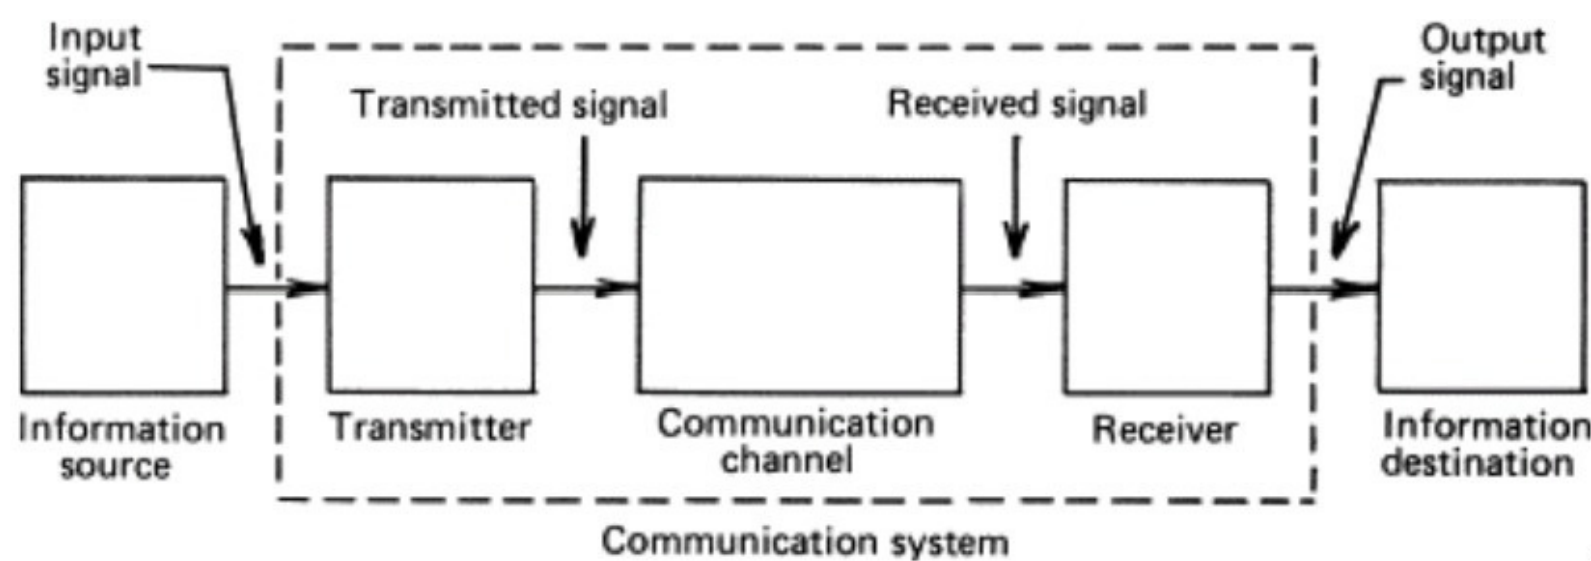 Input
signal
Output
signal
Transmitted signal
Received signal
Information
source
Transmitter
Communication
channel
Receiver
Information
destination
Communication system